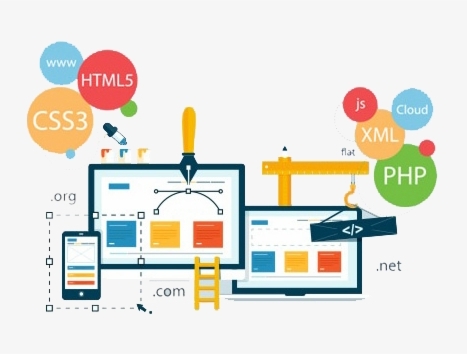 www
HTML5
CSS3
js
Cloud
XML
flat
PHP
.org
</>
.net
.com